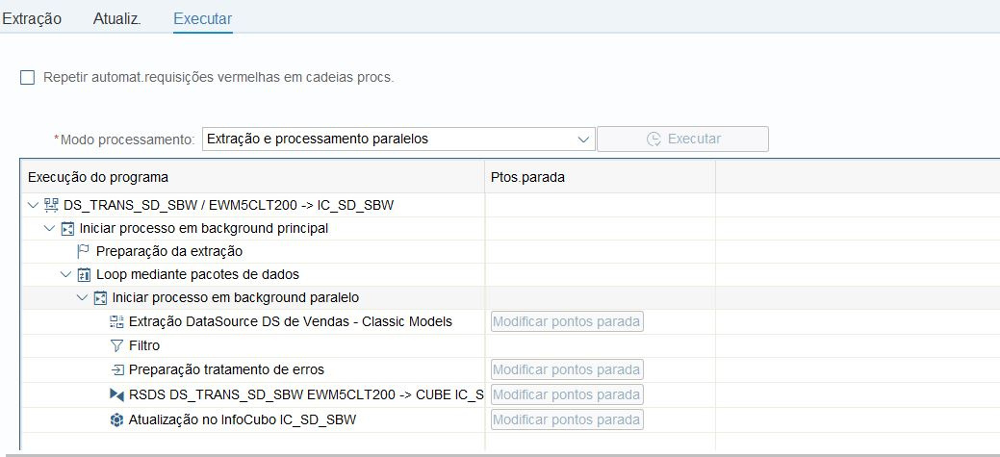 Extração Atualiz. Executar
Repetir automat.requisições vermelhas em cadeias procs.
*Modo processamento: Extração e processamento paralelos Executar
Execução do programa Ptos.parada
DS_TRANS_SD_SBW / EWM5CLT200 -> IC_SD_SBW
Iniciar processo em background principal
Preparação da extração
Loop mediante pacotes de dados
Iniciar processo em background paralelo
Extração DataSource DS de Vendas - Classic Models Modificar pontos parada
Filtro
Preparação tratamento de erros Modificar pontos parada
RSDS DS_TRANS_SD_SBW EWM5CLT200 -> CUBE IC_S Modificar pontos parada
Atualização no InfoCubo IC_SD_SBW Modificar pontos parada